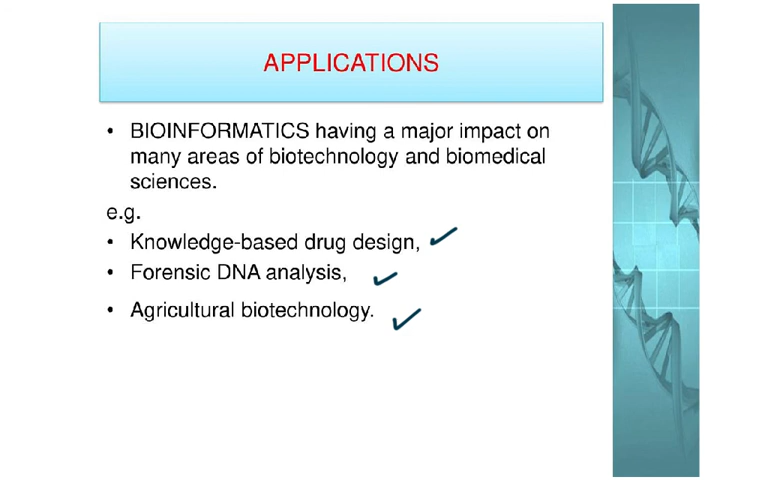 APPLICATIONS
• BIOINFORMATICS having a major impact on
many areas of biotechnology and biomedical
sciences.
e.g.
• Knowledge-based drug design,
• Forensic DNA analysis,
• Agricultural biotechnology.